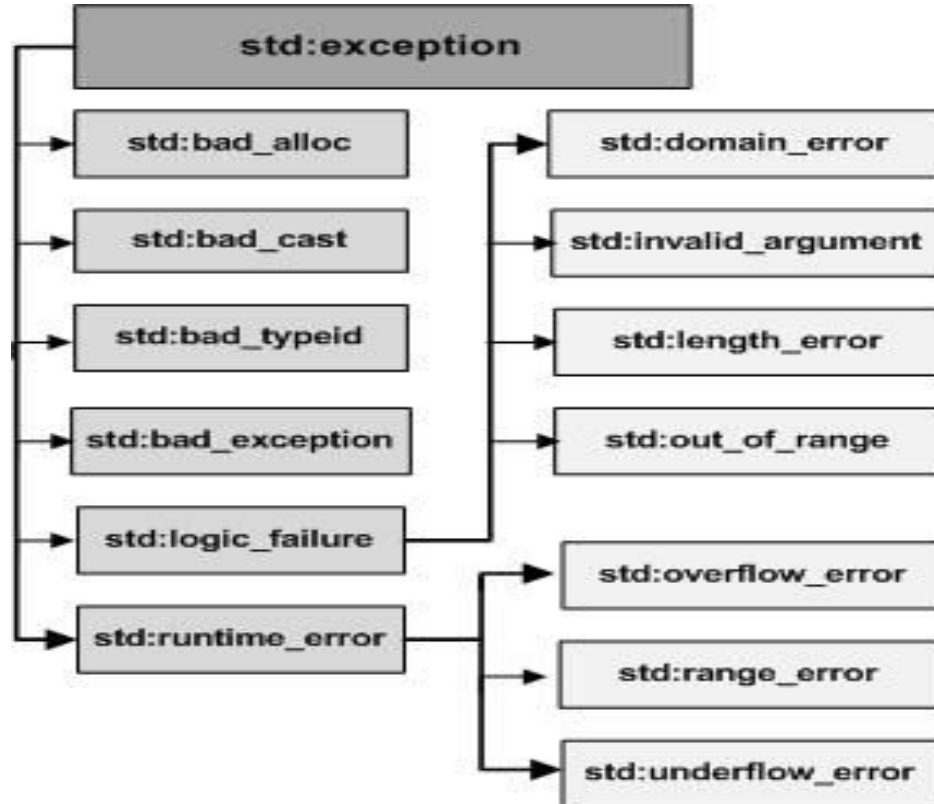 std:exception
std:bad_alloc
std:bad_cast
std:bad_typeid
std:bad_exception
std:logic_failure
std:runtime_error
std:domain_error
std:invalid_argument
std:length_error
std:out_of_range
std:overflow_error
std:range_error
std:underflow_error